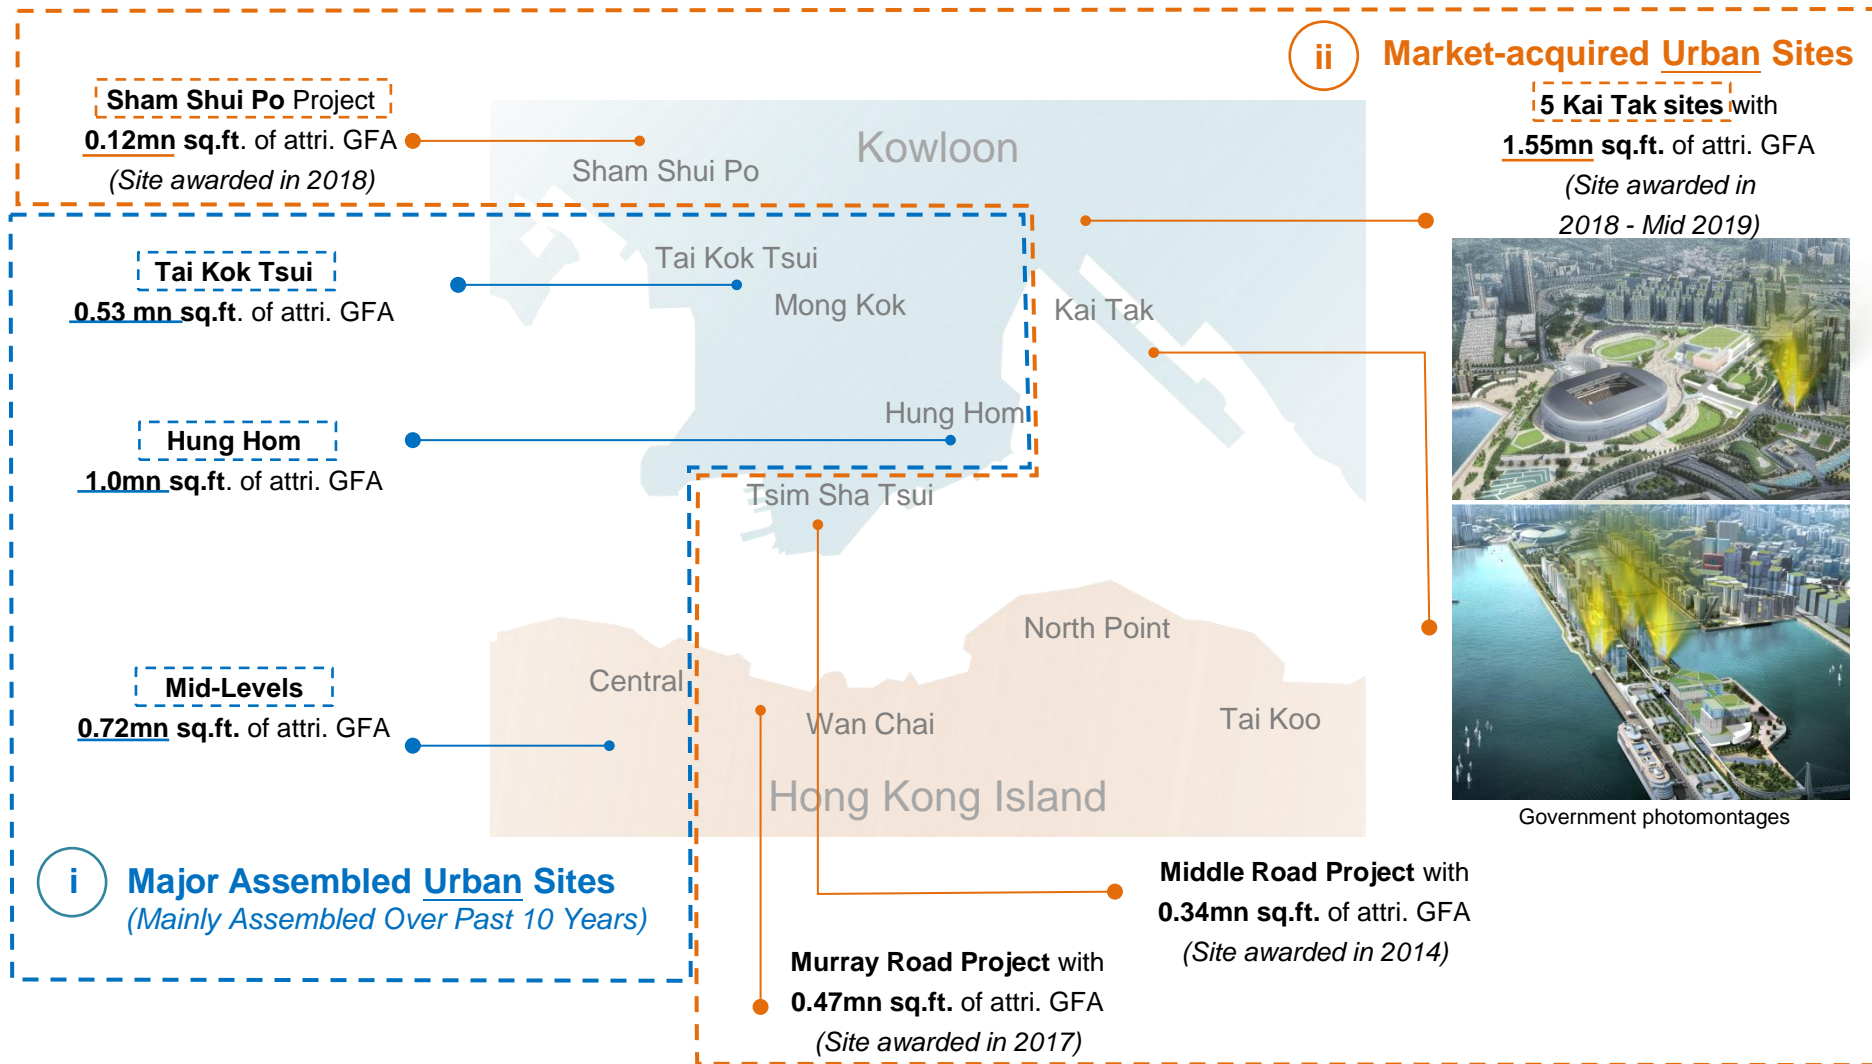 ii Market-acquired Urban Sites
Sham Shui Po Project
0.12mn sq.ft. of attri. GFA
(Site awarded in 2018)
5 Kai Tak sites with
1.55mn sq.ft. of attri. GFA
(Site awarded in
2018 - Mid 2019)
Kowloon
Sham Shui Po
Tai Kok Tsui
0.53 mn sq.ft. of attri. GFA
Tai Kok Tsui
Mong Kok
Kai Tak
Hung Hom
1.0mn sq.ft. of attri. GFA
Hung Hom
Tsim Sha Tsui
Mid-Levels
0.72mn sq.ft. of attri. GFA
North Point
Central
Wan Chai
Tai Koo
Hong Kong Island
Government photomontages
i Major Assembled Urban Sites
(Mainly Assembled Over Past 10 Years)
Middle Road Project with
0.34mn sq.ft. of attri. GFA
(Site awarded in 2014)
Murray Road Project with
0.47mn sq.ft. of attri. GFA
(Site awarded in 2017)